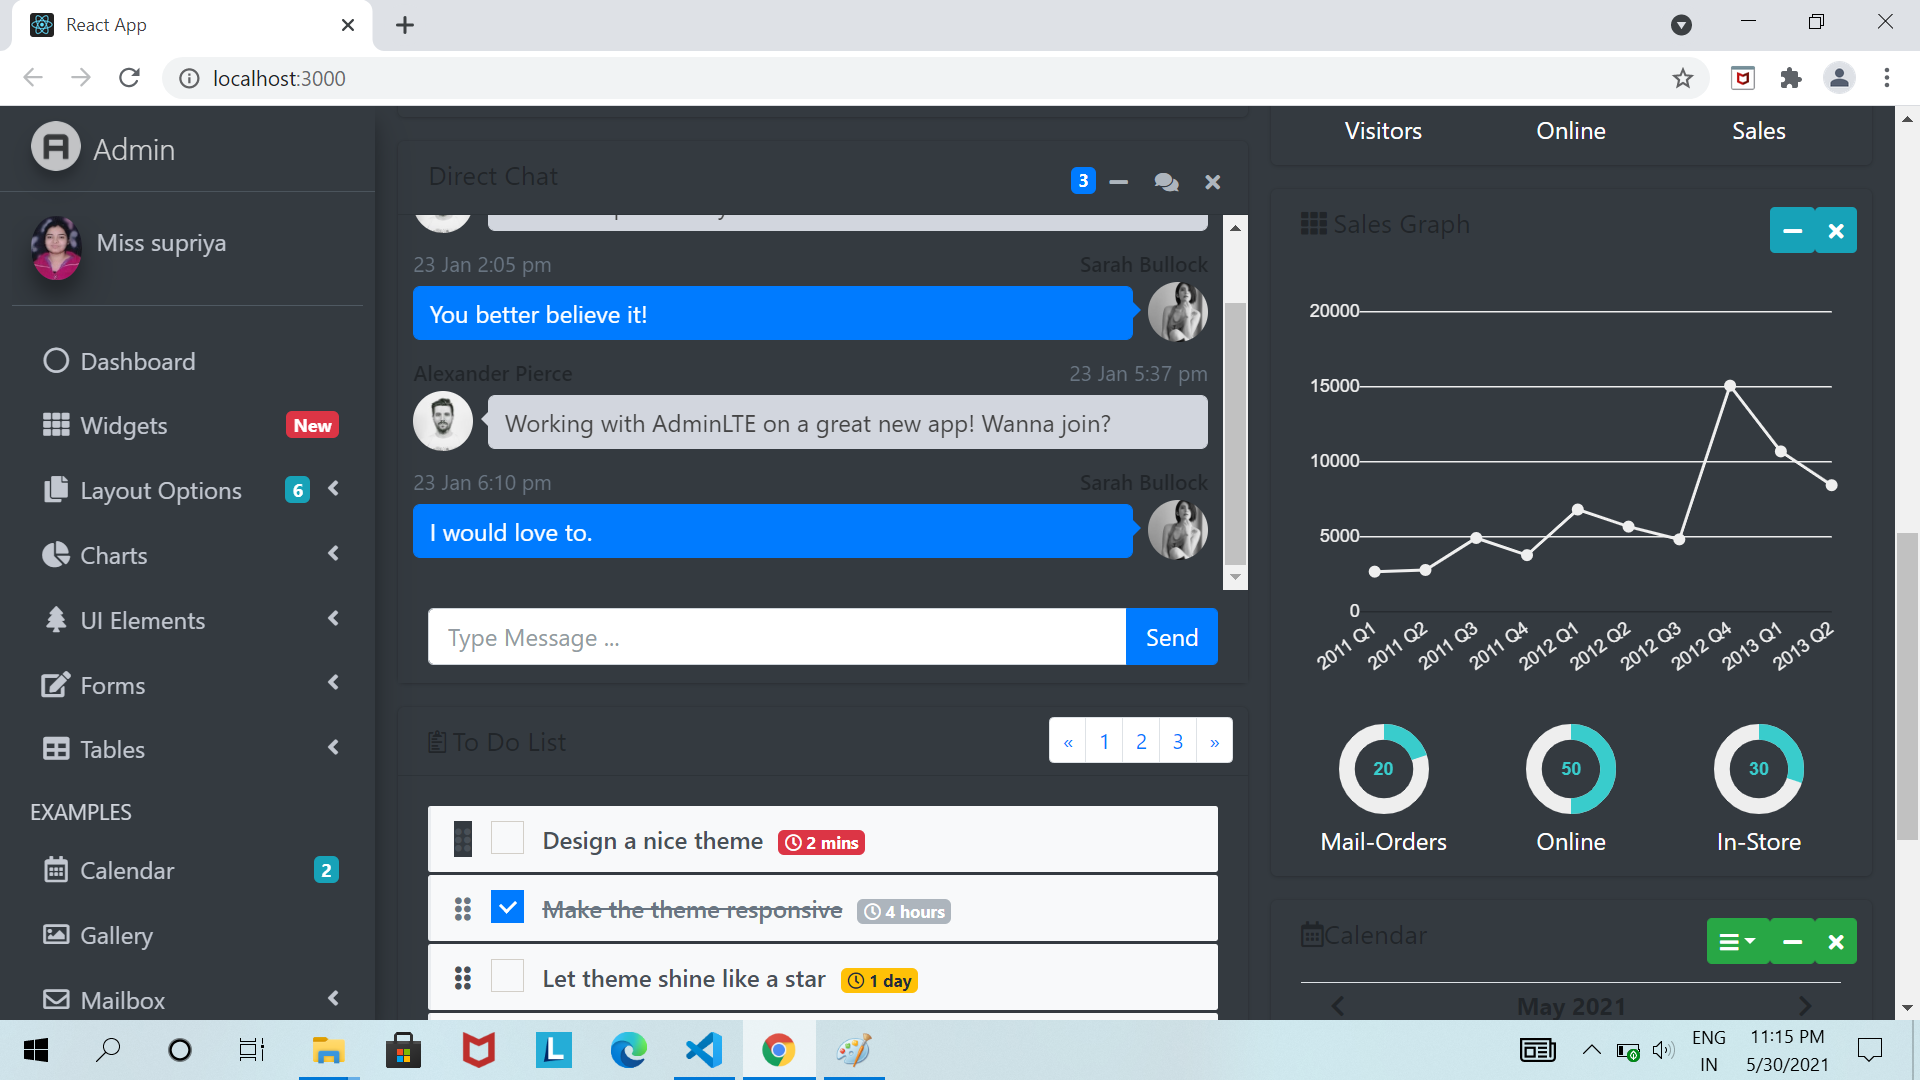 React App
localhost:3000
Admin
Miss supriya
Dashboard
Widgets New
Layout Options 6
Charts
UI Elements
Forms
Tables
EXAMPLES
Calendar 2
Gallery
Mailbox
Direct Chat 3
23 Jan 2:05 pm Sarah Bullock
You better believe it!
Alexander Pierce 23 Jan 5:37 pm
Working with AdminLTE on a great new app! Wanna join?
23 Jan 6:10 pm Sarah Bullock
I would love to.
Type Message ... Send
To Do List « 1 2 3 »
Design a nice theme 2 mins
Make the theme responsive 4 hours
Let theme shine like a star 1 day
Visitors Online Sales
Sales Graph
20000
15000
10000
5000
0
2011 Q1 2011 Q2 2011 Q3 2011 Q4 2012 Q1 2012 Q2 2012 Q3 2012 Q4 2013 Q1 2013 Q2
20 50 30
Mail-Orders Online In-Store
Calendar
May 2021
ENG 11:15 PM
IN 5/30/2021